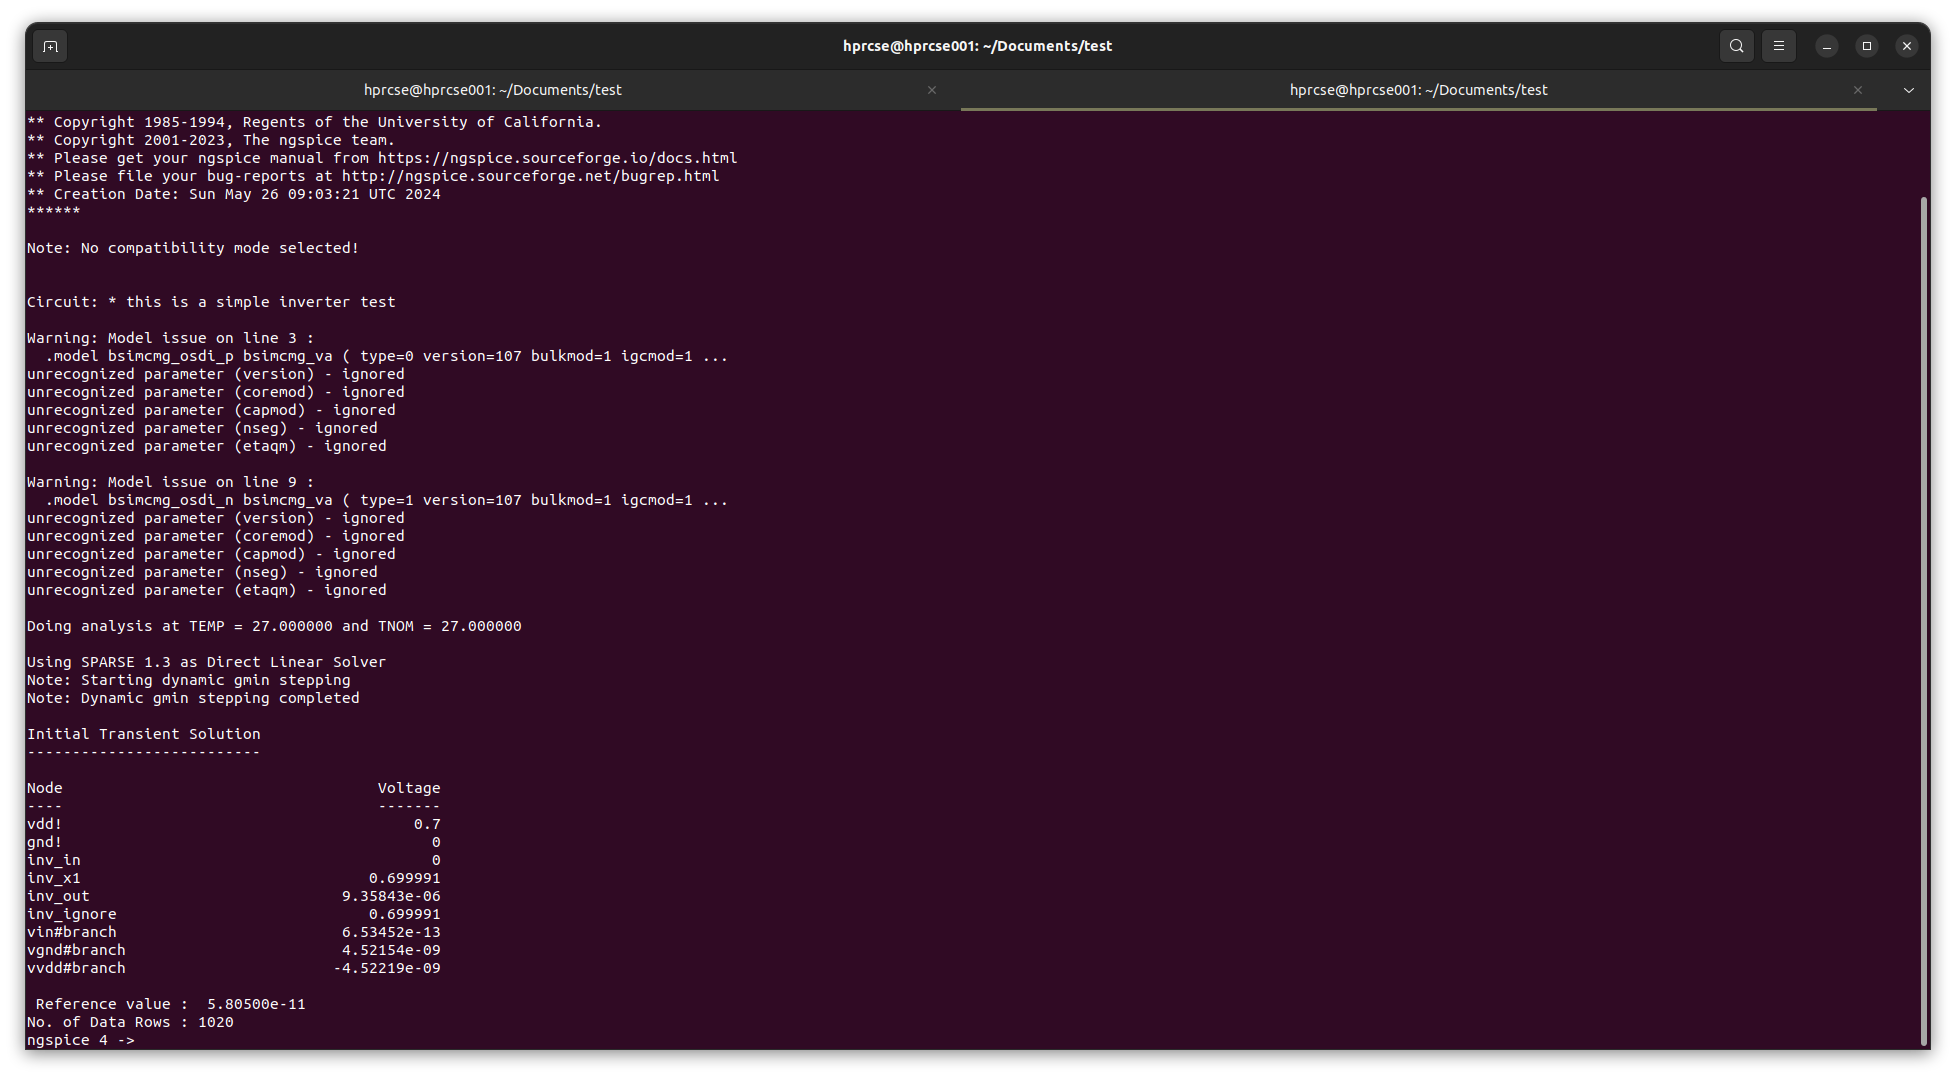 hprcse@hprcse001: ~/Documents/test
hprcse@hprcse001: ~/Documents/test
hprcse@hprcse001: ~/Documents/test
** Copyright 1985-1994, Regents of the University of California.
** Copyright 2001-2023, The ngspice team.
** Please get your ngspice manual from https://ngspice.sourceforge.io/docs.html
** Please file your bug-reports at http://ngspice.sourceforge.net/bugrep.html
** Creation Date: Sun May 26 09:03:21 UTC 2024
******
Note: No compatibility mode selected!
Circuit: * this is a simple inverter test
Warning: Model issue on line 3 :
  .model bsimcmg_osdi_p bsimcmg_va ( type=0 version=107 bulkmod=1 igcmod=1 ...
unrecognized parameter (version) - ignored
unrecognized parameter (coremod) - ignored
unrecognized parameter (capmod) - ignored
unrecognized parameter (nseg) - ignored
unrecognized parameter (etaqm) - ignored
Warning: Model issue on line 9 :
  .model bsimcmg_osdi_n bsimcmg_va ( type=1 version=107 bulkmod=1 igcmod=1 ...
unrecognized parameter (version) - ignored
unrecognized parameter (coremod) - ignored
unrecognized parameter (capmod) - ignored
unrecognized parameter (nseg) - ignored
unrecognized parameter (etaqm) - ignored
Doing analysis at TEMP = 27.000000 and TNOM = 27.000000
Using SPARSE 1.3 as Direct Linear Solver
Note: Starting dynamic gmin stepping
Note: Dynamic gmin stepping completed
Initial Transient Solution
--------------------------
Node                                   Voltage
----                                   -------
vdd!                                       0.7
gnd!                                         0
inv_in                                       0
inv_x1                                0.699991
inv_out                            9.35843e-06
inv_ignore                            0.699991
vin#branch                         6.53452e-13
vgnd#branch                        4.52154e-09
vvdd#branch                       -4.52219e-09
 Reference value :  5.80500e-11
No. of Data Rows : 1020
ngspice 4 ->